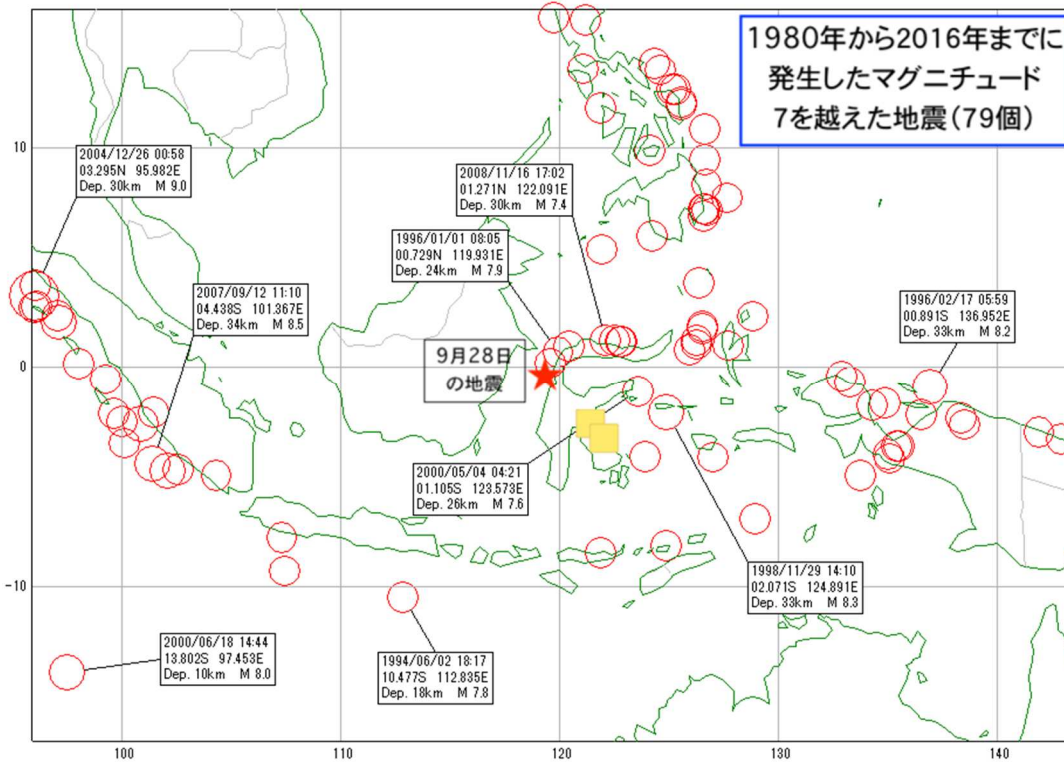 1980年から2016年までに
発生したマグニチュード
7を越えた地震(79個)
10
2004/12/26 00:58
03.295N 95.982E
Dep. 30km M 9.0
2008/11/16 17:02
01.271N 122.091E
Dep. 30km M 7.4
1996/01/01 08:05
00.729N 119.931E
Dep. 24km M 7.9
2007/09/12 11:10
04.438S 101.367E
Dep. 34km M 8.5
1996/02/17 05:59
00.891S 136.952E
Dep. 33km M 8.2
9月28日
の地震
0
2000/05/04 04:21
01.105S 123.573E
Dep. 26km M 7.6
1998/11/29 14:10
02.071S 124.891E
Dep. 33km M 8.3
-10
2000/06/18 14:44
13.802S 97.453E
Dep. 10km M 8.0
1994/06/02 18:17
10.477S 112.835E
Dep. 18km M 7.8
100 110 120 130 140